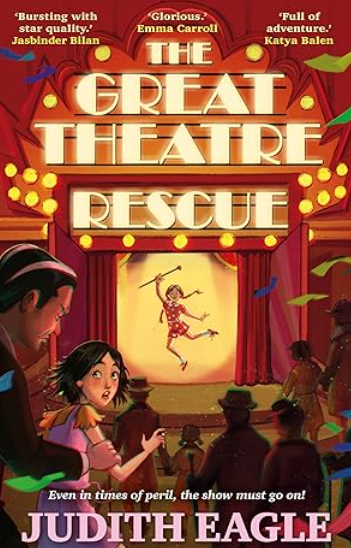 'Bursting with
star quality.'
Jasbinder Bilan
'Glorious.'
Emma Carroll
'Full of
adventure.'
Katya Balen
THE
GREAT
THEATRE
RESCUE
Even in times of peril, the show must go on!
JUDITH EAGLE